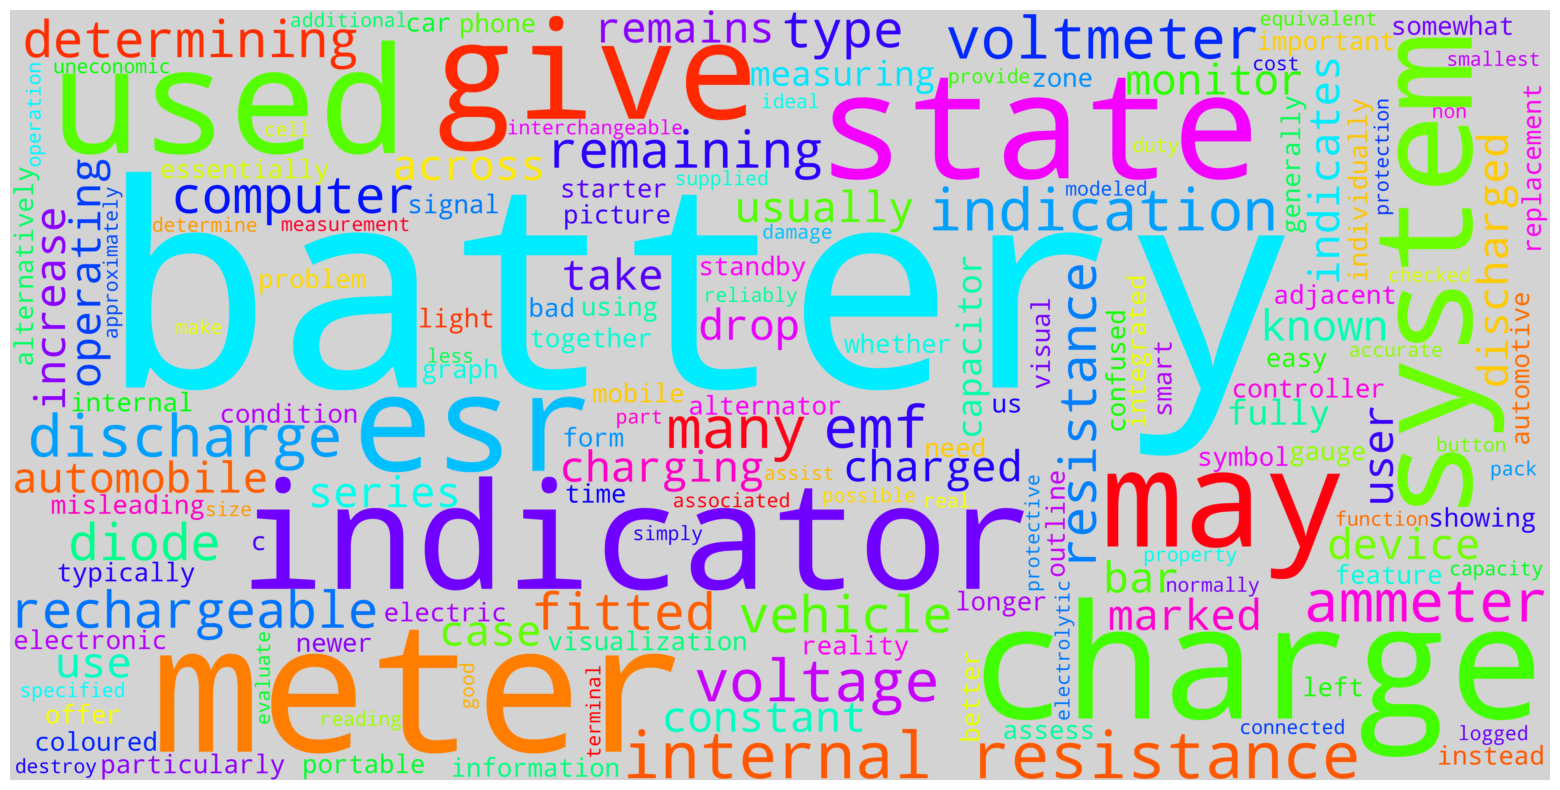 determining additional car phone remains type voltmeter equivalent somewhat
uneconomic used give measuring provide zone important cost smallest
operation cell ideal state monitor system
interchangeable remaining duty non
essentially across supplied modeled generally indicates individually protection discharged replacement
operating computer signal starter picture usually indication
approximately determine measurement damage
alternatively increase battery
problem take standby capacitor visual resistance adjacent checked
make light bad using reliably drop whether known
less together graph confused integrated smart easy accurate automotive
internal condition mobile alternator us controller fully
discharge esr form part many emf need user button
automobile series charging assist charged symbol gauge pack
misleading size time associated possible real may
indicator simply outline protective function showing
diode c property device
typically bar normally feature capacity
rechargeable electric fitted vehicle longer marked ammeter
electronic newer case visualization reality electrolytic
use evaluate meter good charge
specified voltage left
offer reading terminal constant better assess connected logged
coloured
destroy particularly portable information internal resistance instead